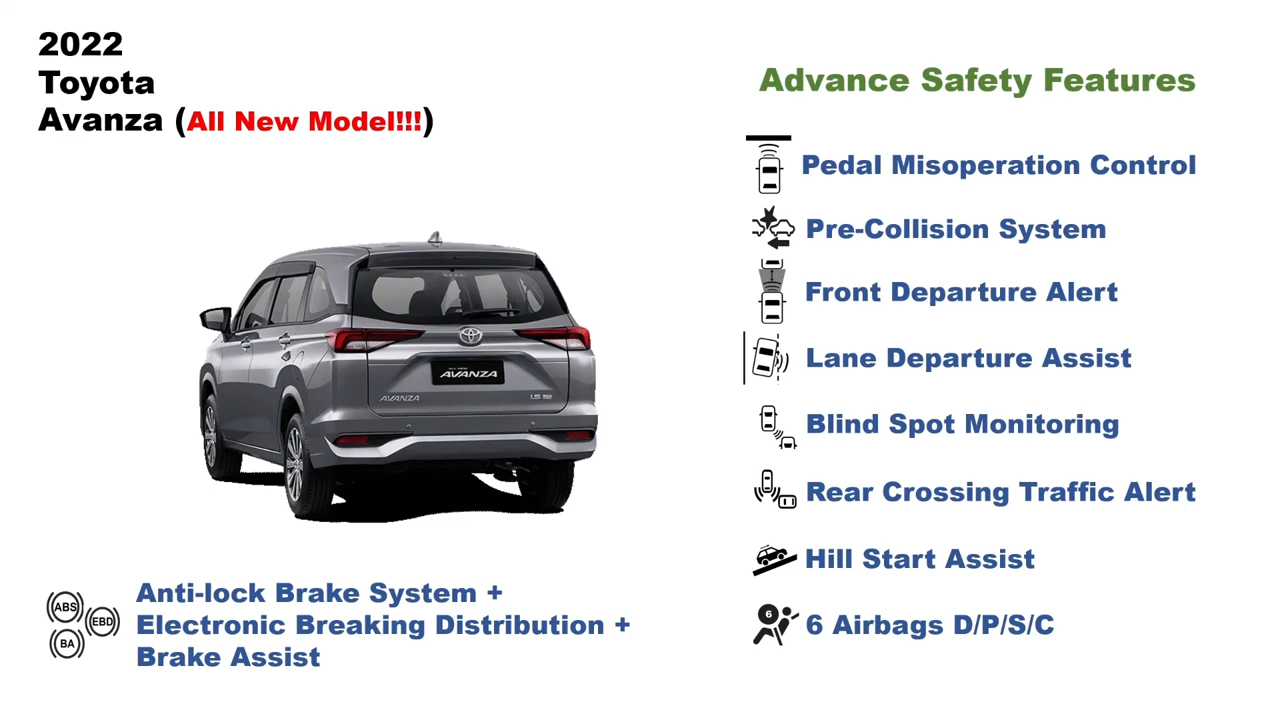 2022
Toyota
Avanza (All New Model!!!)
Advance Safety Features
Pedal Misoperation Control
Pre-Collision System
Front Departure Alert
Lane Departure Assist
Blind Spot Monitoring
Rear Crossing Traffic Alert
Hill Start Assist
6
6 Airbags D/P/S/C
AVANZA
AVANZA
1.5
ABS
EBD
BA
Anti-lock Brake System +
Electronic Breaking Distribution +
Brake Assist